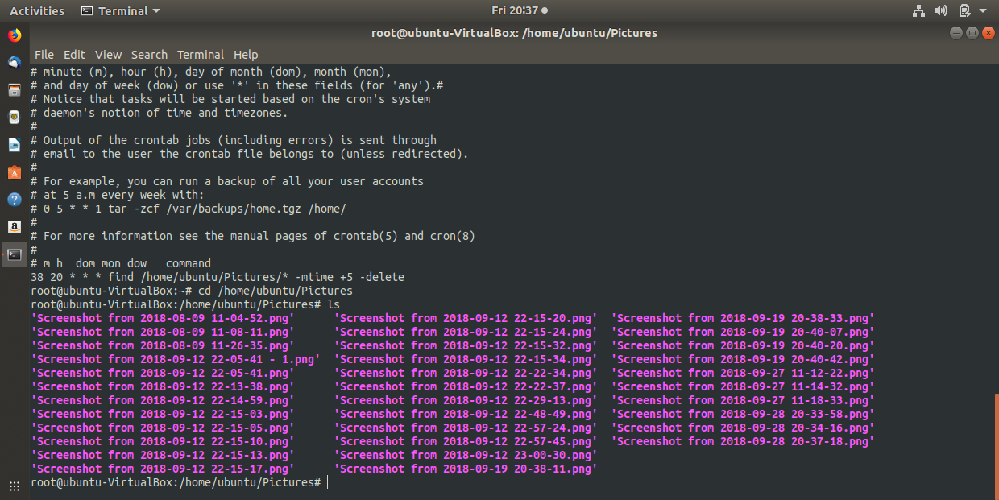 Activities Terminal Fri 20:37
root@ubuntu-VirtualBox: /home/ubuntu/Pictures
File Edit View Search Terminal Help
# minute (m), hour (h), day of month (dom), month (mon),
# and day of week (dow) or use '*' in these fields (for 'any').#
# Notice that tasks will be started based on the cron's system
# daemon's notion of time and timezones.
#
# Output of the crontab jobs (including errors) is sent through
# email to the user the crontab file belongs to (unless redirected).
#
# For example, you can run a backup of all your user accounts
# at 5 a.m every week with:
# 0 5 * * 1 tar -zcf /var/backups/home.tgz /home/
#
# For more information see the manual pages of crontab(5) and cron(8)
#
# m h  dom mon dow   command
38 20 * * * find /home/ubuntu/Pictures/* -mtime +5 -delete
root@ubuntu-VirtualBox:~# cd /home/ubuntu/Pictures
root@ubuntu-VirtualBox:/home/ubuntu/Pictures# ls
'Screenshot from 2018-08-09 11-04-52.png'      'Screenshot from 2018-09-12 22-15-20.png'  'Screenshot from 2018-09-19 20-38-33.png'
'Screenshot from 2018-08-09 11-08-11.png'      'Screenshot from 2018-09-12 22-15-24.png'  'Screenshot from 2018-09-19 20-40-07.png'
'Screenshot from 2018-08-09 11-26-35.png'      'Screenshot from 2018-09-12 22-15-32.png'  'Screenshot from 2018-09-19 20-40-20.png'
'Screenshot from 2018-09-12 22-05-41 - 1.png'  'Screenshot from 2018-09-12 22-15-34.png'  'Screenshot from 2018-09-19 20-40-42.png'
'Screenshot from 2018-09-12 22-05-41.png'      'Screenshot from 2018-09-12 22-22-34.png'  'Screenshot from 2018-09-27 11-12-22.png'
'Screenshot from 2018-09-12 22-13-38.png'      'Screenshot from 2018-09-12 22-22-37.png'  'Screenshot from 2018-09-27 11-14-32.png'
'Screenshot from 2018-09-12 22-14-59.png'      'Screenshot from 2018-09-12 22-29-13.png'  'Screenshot from 2018-09-27 11-18-33.png'
'Screenshot from 2018-09-12 22-15-03.png'      'Screenshot from 2018-09-12 22-48-49.png'  'Screenshot from 2018-09-28 20-33-58.png'
'Screenshot from 2018-09-12 22-15-05.png'      'Screenshot from 2018-09-12 22-57-24.png'  'Screenshot from 2018-09-28 20-34-16.png'
'Screenshot from 2018-09-12 22-15-10.png'      'Screenshot from 2018-09-12 22-57-45.png'  'Screenshot from 2018-09-28 20-37-18.png'
'Screenshot from 2018-09-12 22-15-13.png'      'Screenshot from 2018-09-12 23-00-30.png'
'Screenshot from 2018-09-12 22-15-17.png'      'Screenshot from 2018-09-19 20-38-11.png'
root@ubuntu-VirtualBox:/home/ubuntu/Pictures#